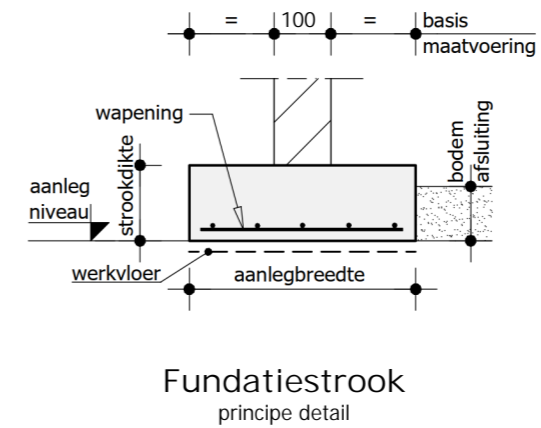 = 100 = basis
maatvoering
wapening
strookdikte
bodem
afsluiting
aanleg
niveau
werkvloer
aanlegbreedte
Fundatiestrook
principe detail